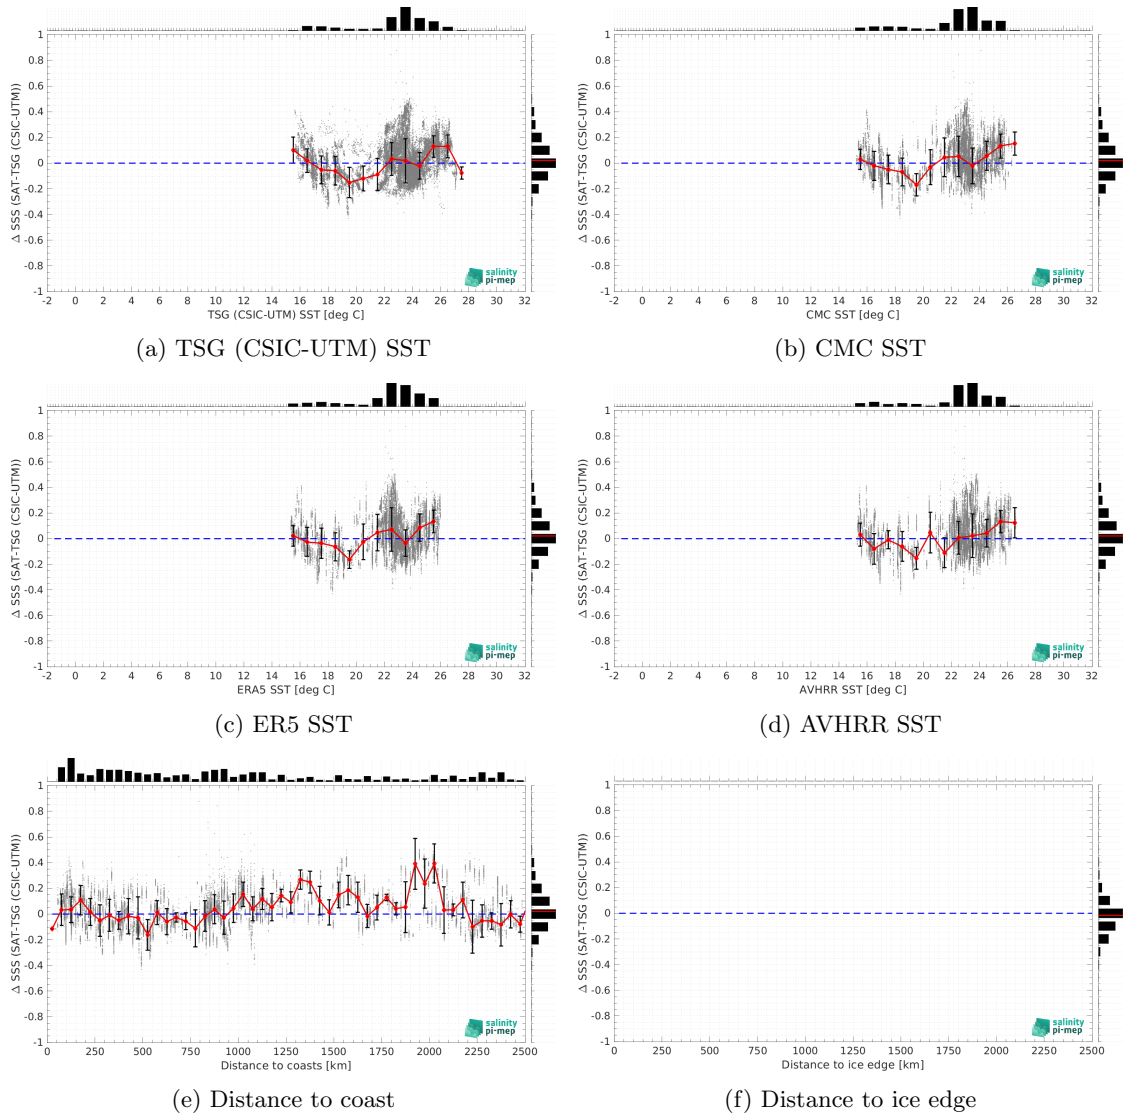 1
0.8
0.6
0.4
0.2
0
-0.2
-0.4
-0.6
-0.8
-1
Δ SSS (SAT-TSG (CSIC-UTM))
salinity
pi-mep
-2 0 2 4 6 8 10 12 14 16 18 20 22 24 26 28 30 32
TSG (CSIC-UTM) SST [deg C]
(a) TSG (CSIC-UTM) SST
1
0.8
0.6
0.4
0.2
0
-0.2
-0.4
-0.6
-0.8
-1
Δ SSS (SAT-TSG (CSIC-UTM))
salinity
pi-mep
-2 0 2 4 6 8 10 12 14 16 18 20 22 24 26 28 30 32
CMC SST [deg C]
(b) CMC SST
1
0.8
0.6
0.4
0.2
0
-0.2
-0.4
-0.6
-0.8
-1
Δ SSS (SAT-TSG (CSIC-UTM))
salinity
pi-mep
-2 0 2 4 6 8 10 12 14 16 18 20 22 24 26 28 30 32
ERA5 SST [deg C]
(c) ER5 SST
1
0.8
0.6
0.4
0.2
0
-0.2
-0.4
-0.6
-0.8
-1
Δ SSS (SAT-TSG (CSIC-UTM))
salinity
pi-mep
-2 0 2 4 6 8 10 12 14 16 18 20 22 24 26 28 30 32
AVHRR SST [deg C]
(d) AVHRR SST
1
0.8
0.6
0.4
0.2
0
-0.2
-0.4
-0.6
-0.8
-1
Δ SSS (SAT-TSG (CSIC-UTM))
salinity
pi-mep
0 250 500 750 1000 1250 1500 1750 2000 2250 2500
Distance to coasts [km]
(e) Distance to coast
1
0.8
0.6
0.4
0.2
0
-0.2
-0.4
-0.6
-0.8
-1
Δ SSS (SAT-TSG (CSIC-UTM))
salinity
pi-mep
0 250 500 750 1000 1250 1500 1750 2000 2250 2500
Distance to ice edge [km]
(f) Distance to ice edge